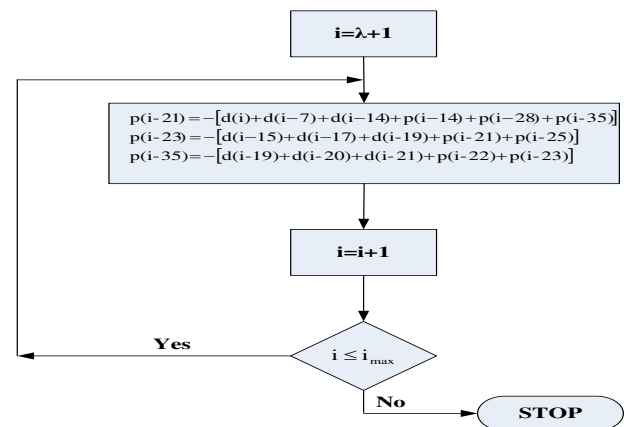 i=λ+1
p(i-21)=-[d(i)+d(i-7)+d(i-14)+p(i-14)+p(i-28)+p(i-35)]
p(i-23)=-[d(i-15)+d(i-17)+d(i-19)+p(i-21)+p(i-25)]
p(i-35)=-[d(i-19)+d(i-20)+d(i-21)+p(i-22)+p(i-23)]
i=i+1
Yes
i ≤ i_max
No
STOP